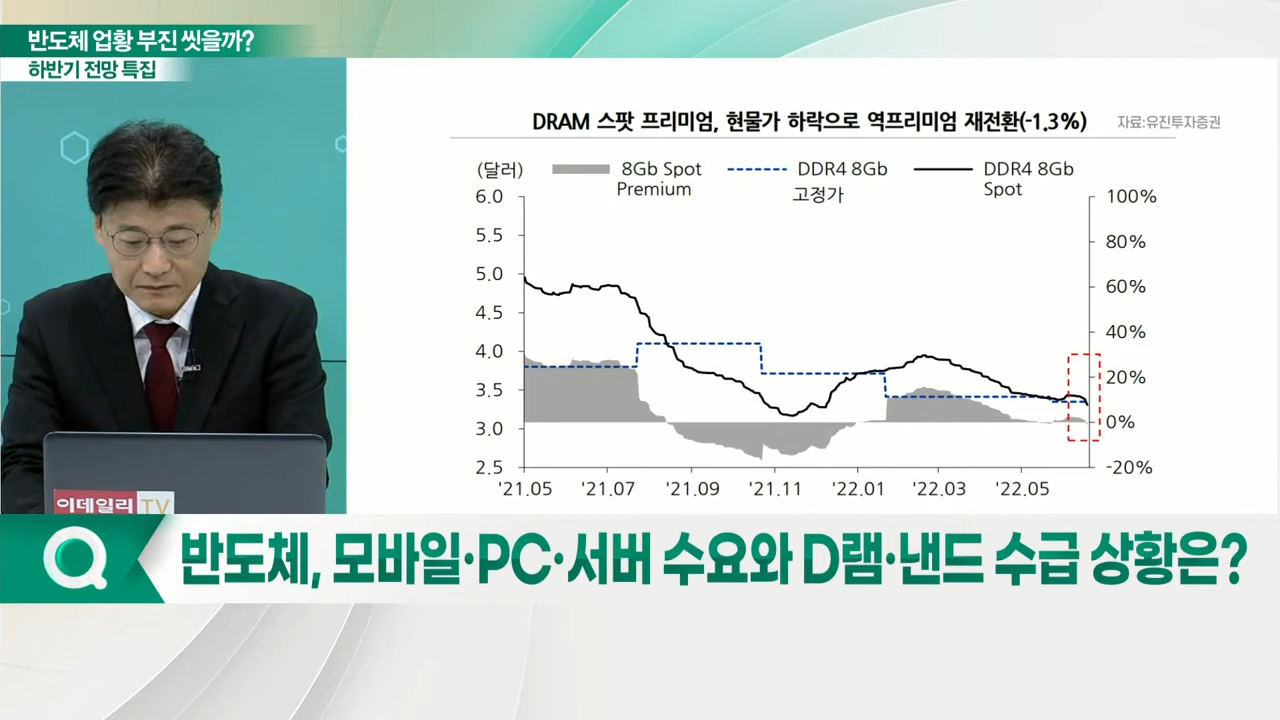 반도체 업황 부진 씻을까?
하반기 전망 특집
DRAM 스팟 프리미엄, 현물가 하락으로 역프리미엄 재전환(-1.3%)
자료:유진투자증권
(달러)
8Gb Spot
Premium
DDR4 8Gb
고정가
DDR4 8Gb
Spot
6.0
5.5
5.0
4.5
4.0
3.5
3.0
2.5
100%
80%
60%
40%
20%
0%
-20%
'21.05 '21.07 '21.09 '21.11 '22.01 '22.03 '22.05
이데일리 TV
Q 반도체, 모바일·PC·서버 수요와 D램·낸드 수급 상황은?